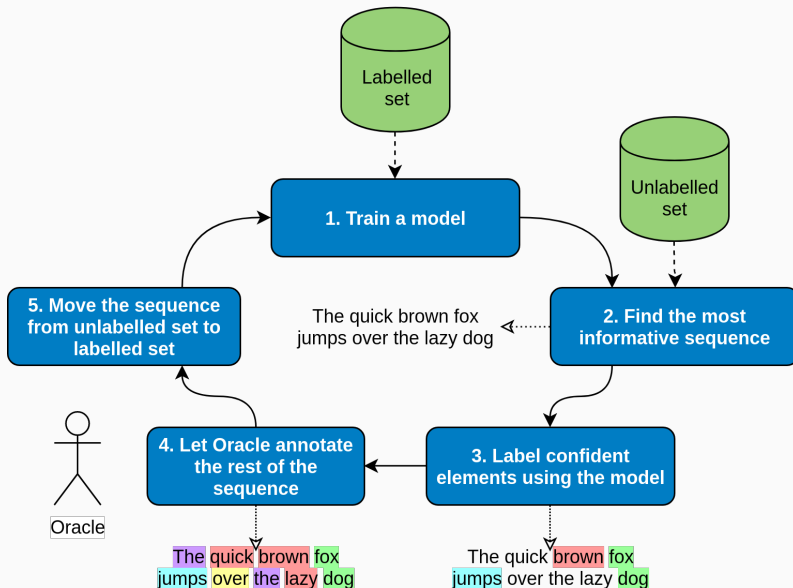 Labelled
set
Unlabelled
set
1. Train a model
5. Move the sequence
from unlabelled set to
labelled set
The quick brown fox
jumps over the lazy dog
2. Find the most
informative sequence
4. Let Oracle annotate
the rest of the
sequence
3. Label confident
elements using the model
Oracle
The quick brown fox
jumps over the lazy dog
The quick brown fox
jumps over the lazy dog